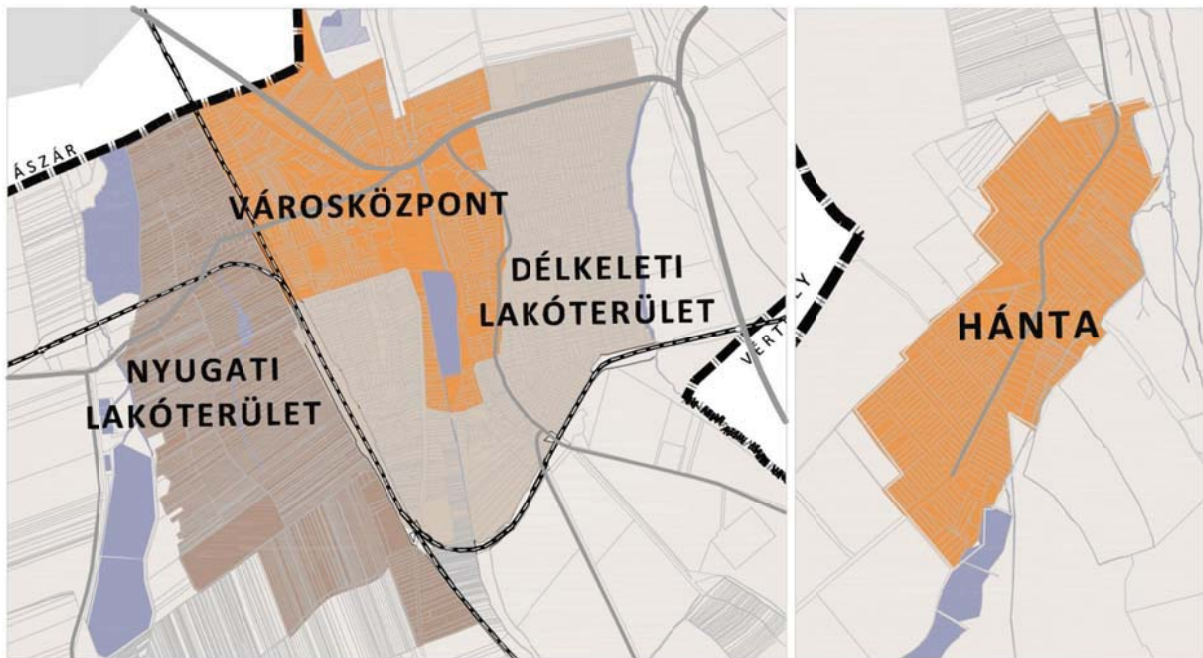 ÁSZÁR
VÁROSKÖZPONT
DÉLKELETI
LAKÓTERÜLET
NYUGATI
LAKÓTERÜLET
HÁNTA